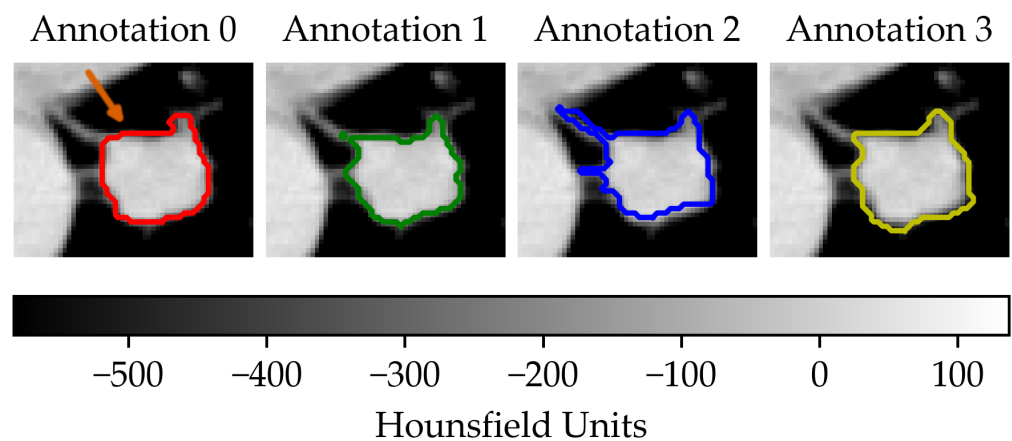 Annotation 0 Annotation 1 Annotation 2 Annotation 3
−500 −400 −300 −200 −100 0 100
Hounsfield Units